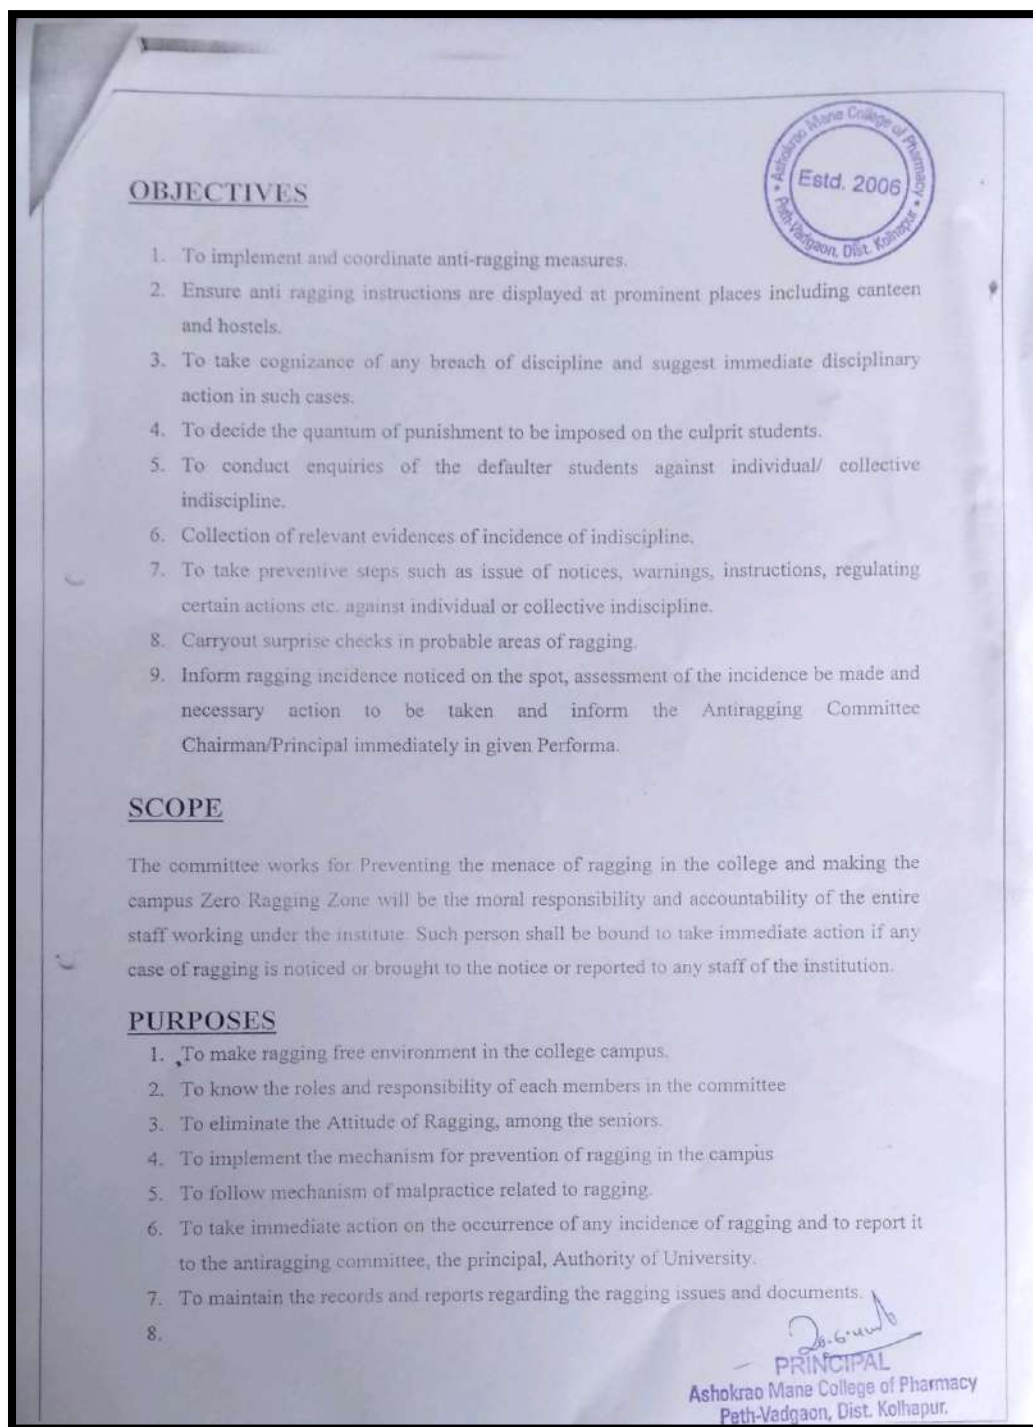 Ashokrao Mane College of Pharmacy
Estd. 2006
Peth-Vadgaon, Dist. Kolhapur
OBJECTIVES
1. To implement and coordinate anti-ragging measures.
2. Ensure anti ragging instructions are displayed at prominent places including canteen
and hostels.
3. To take cognizance of any breach of discipline and suggest immediate disciplinary
action in such cases.
4. To decide the quantum of punishment to be imposed on the culprit students.
5. To conduct enquiries of the defaulter students against individual/ collective
indiscipline.
6. Collection of relevant evidences of incidence of indiscipline.
7. To take preventive steps such as issue of notices, warnings, instructions, regulating
certain actions etc. against individual or collective indiscipline.
8. Carryout surprise checks in probable areas of ragging.
9. Inform ragging incidence noticed on the spot, assessment of the incidence be made and
necessary action to be taken and inform the Antiragging Committee
Chairman/Principal immediately in given Performa.
SCOPE
The committee works for Preventing the menace of ragging in the college and making the
campus Zero Ragging Zone will be the moral responsibility and accountability of the entire
staff working under the institute. Such person shall be bound to take immediate action if any
case of ragging is noticed or brought to the notice or reported to any staff of the institution.
PURPOSES
1. To make ragging free environment in the college campus.
2. To know the roles and responsibility of each members in the committee
3. To eliminate the Attitude of Ragging, among the seniors.
4. To implement the mechanism for prevention of ragging in the campus
5. To follow mechanism of malpractice related to ragging.
6. To take immediate action on the occurrence of any incidence of ragging and to report it
to the antiragging committee, the principal, Authority of University.
7. To maintain the records and reports regarding the ragging issues and documents.
8.
PRINCIPAL
Ashokrao Mane College of Pharmacy
Peth-Vadgaon, Dist. Kolhapur.